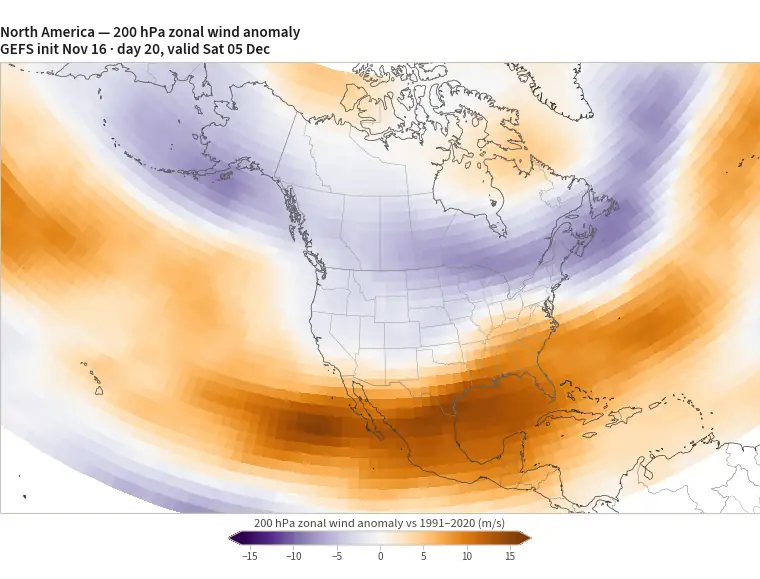 North America — 200 hPa zonal wind anomaly
GEFS init Nov 16 · day 20, valid Sat 05 Dec
200 hPa zonal wind anomaly vs 1991–2020 (m/s)
−15 −10 −5 0 5 10 15